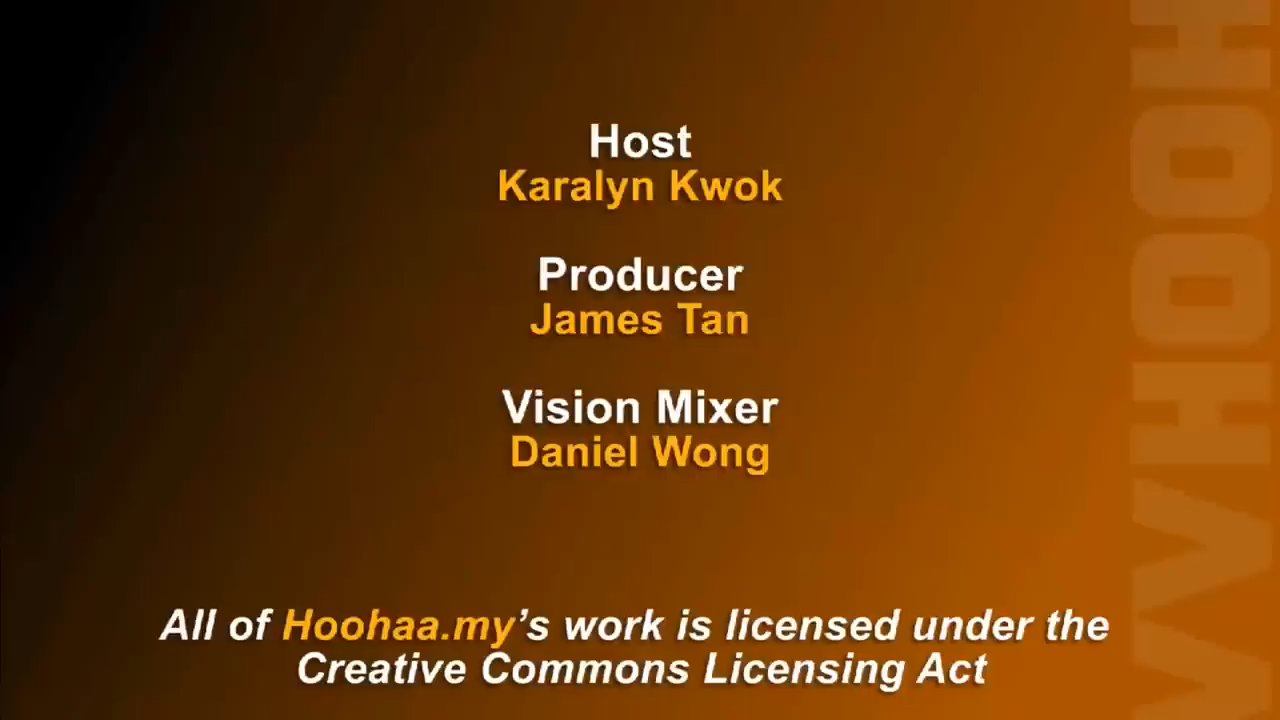 Host
Karalyn Kwok
Producer
James Tan
Vision Mixer
Daniel Wong
All of Hoohaa.my’s work is licensed under the
Creative Commons Licensing Act
WHOOH